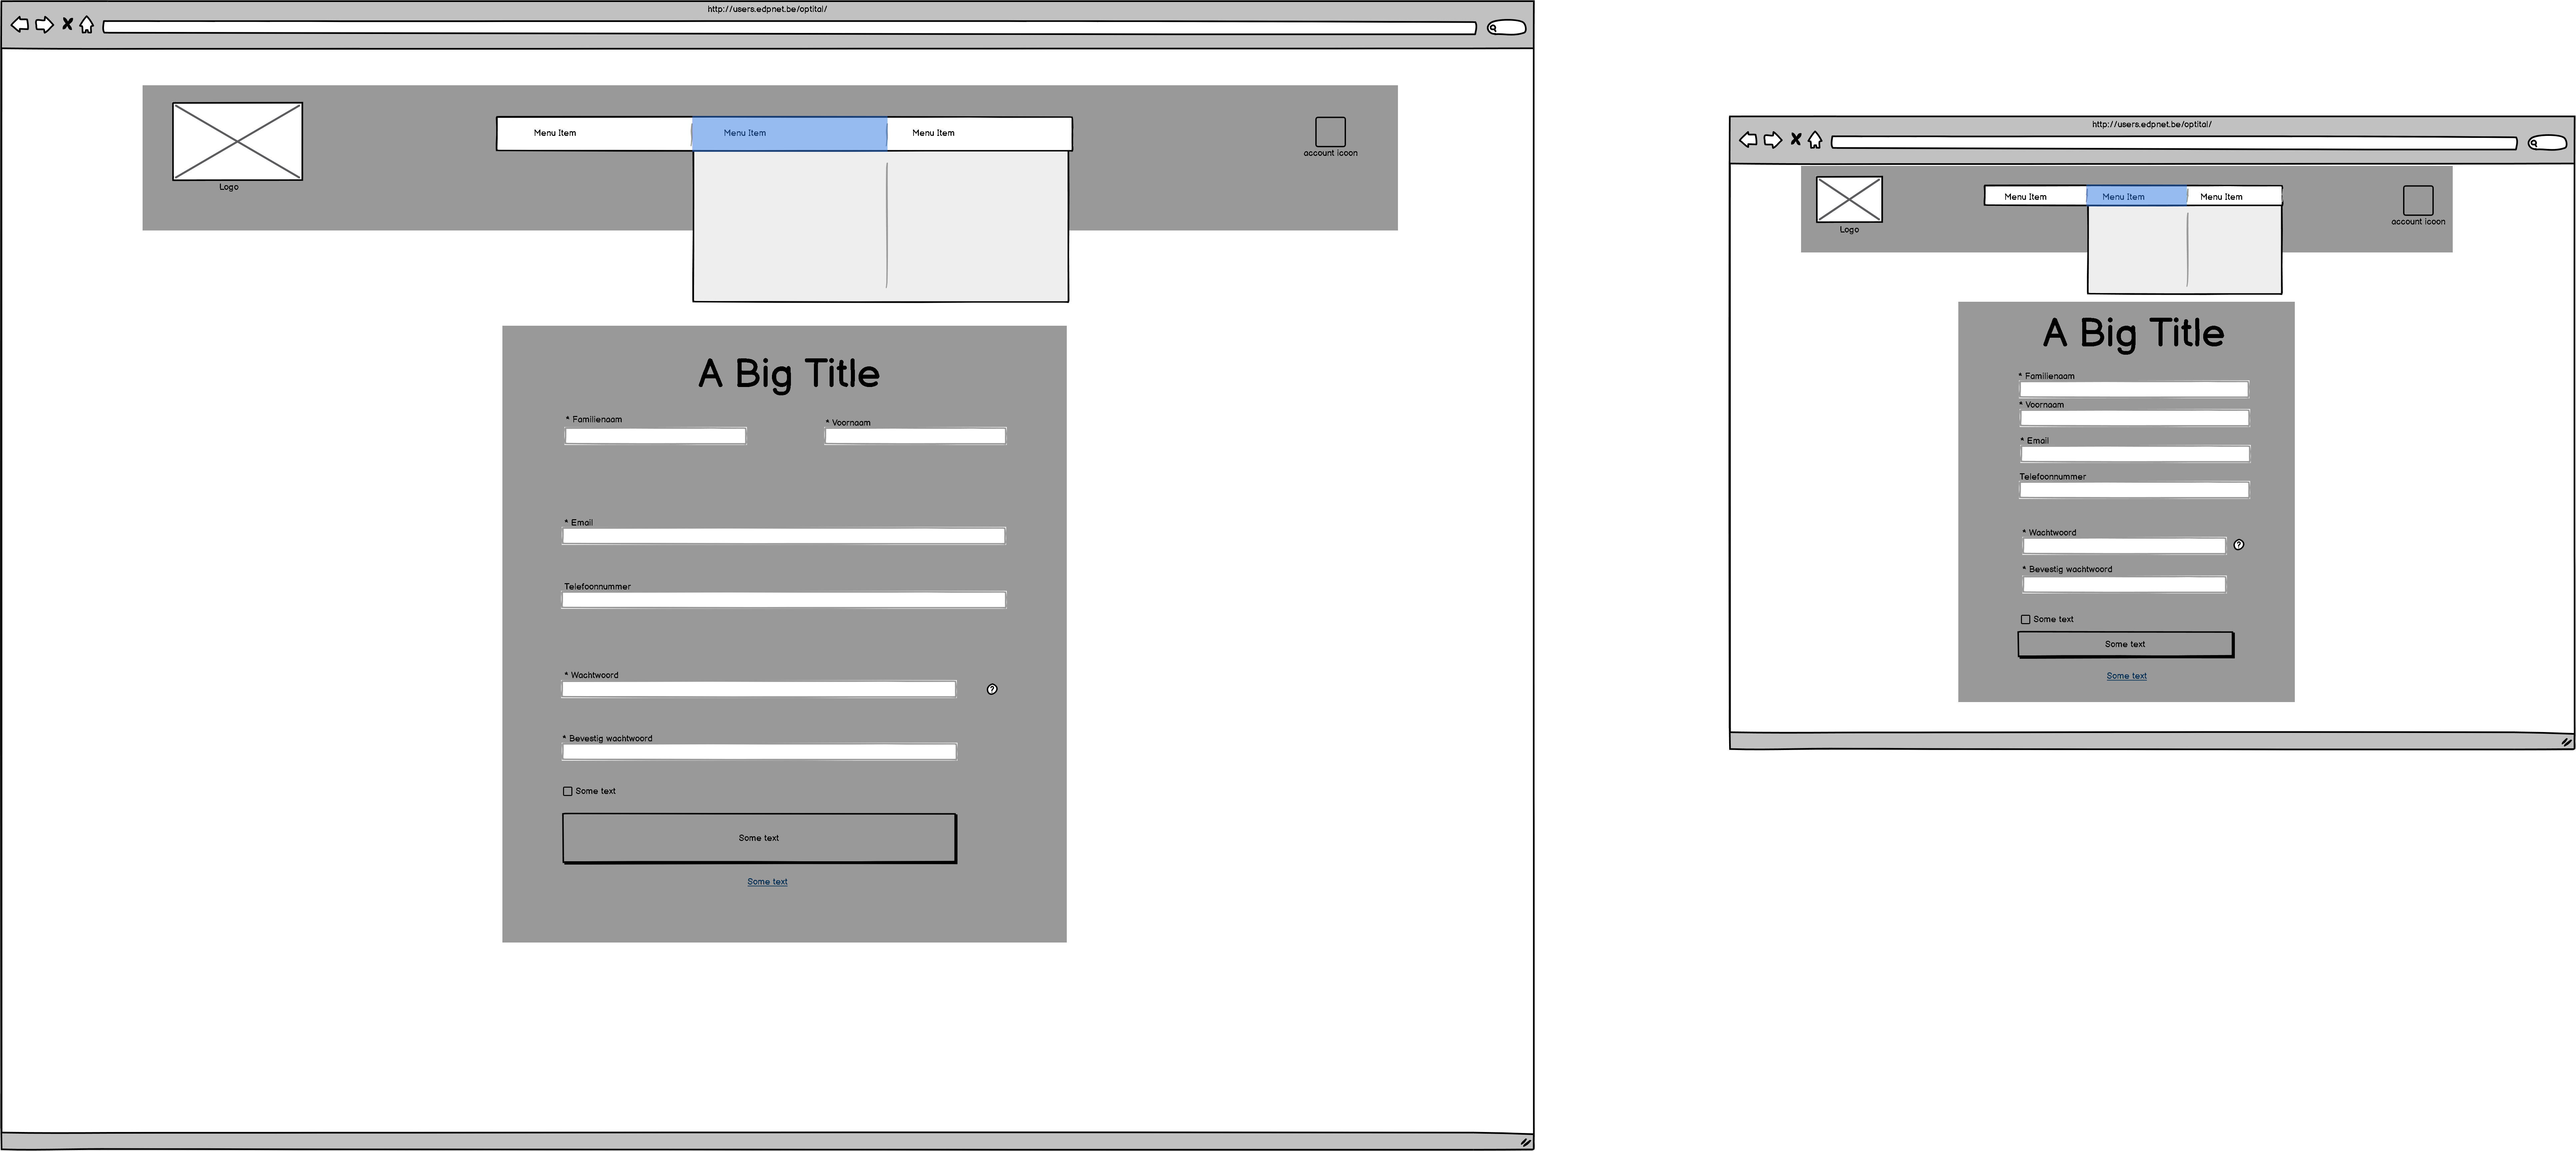 http://users.edpnet.be/optital/
Menu Item
Menu Item
Menu Item
account icoon
Logo
A Big Title
* Familienaam
* Voornaam
* Email
Telefoonnummer
* Wachtwoord
?
* Bevestig wachtwoord
Some text
Some text
Some text
http://users.edpnet.be/optital/
Menu Item
Menu Item
Menu Item
account icoon
Logo
A Big Title
* Familienaam
* Voornaam
* Email
Telefoonnummer
* Wachtwoord
?
* Bevestig wachtwoord
Some text
Some text
Some text